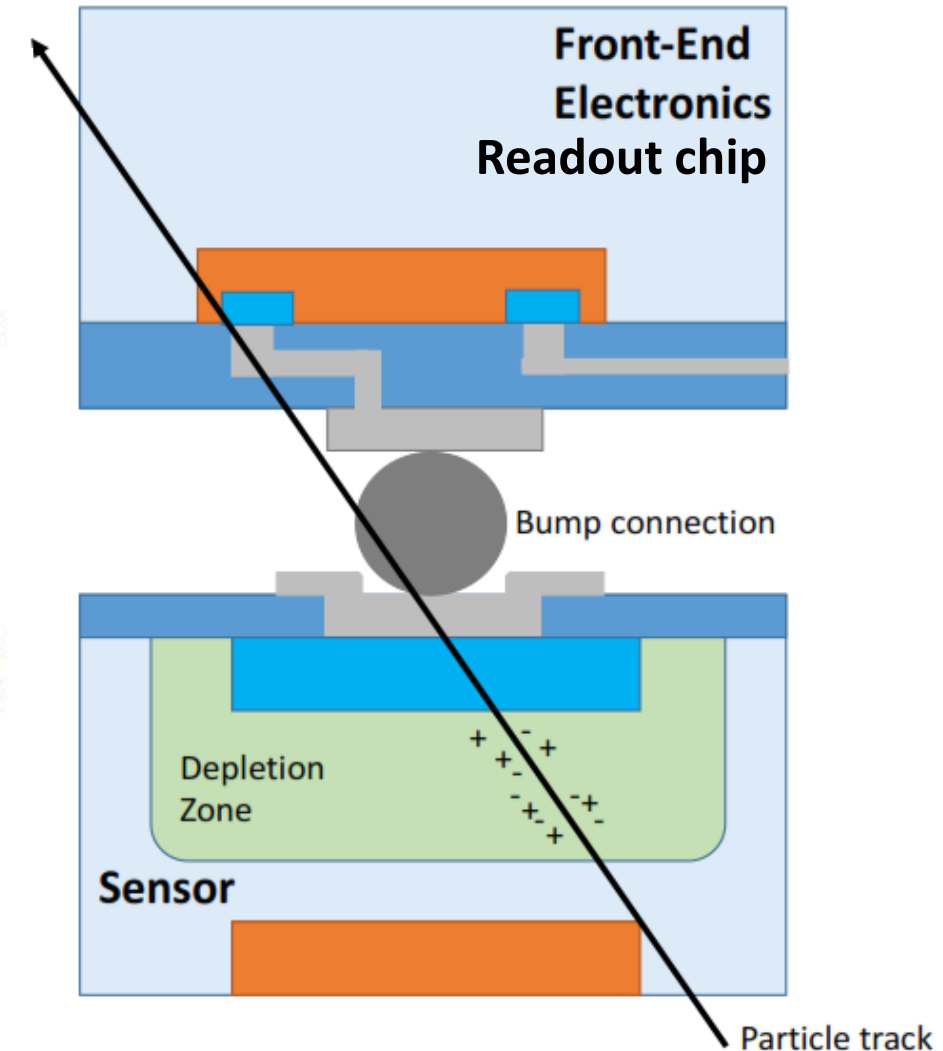 Front-End
Electronics
Readout chip
Bump connection
+ - +
+ -
- + - +
- + -
Depletion
Zone
Sensor
Particle track